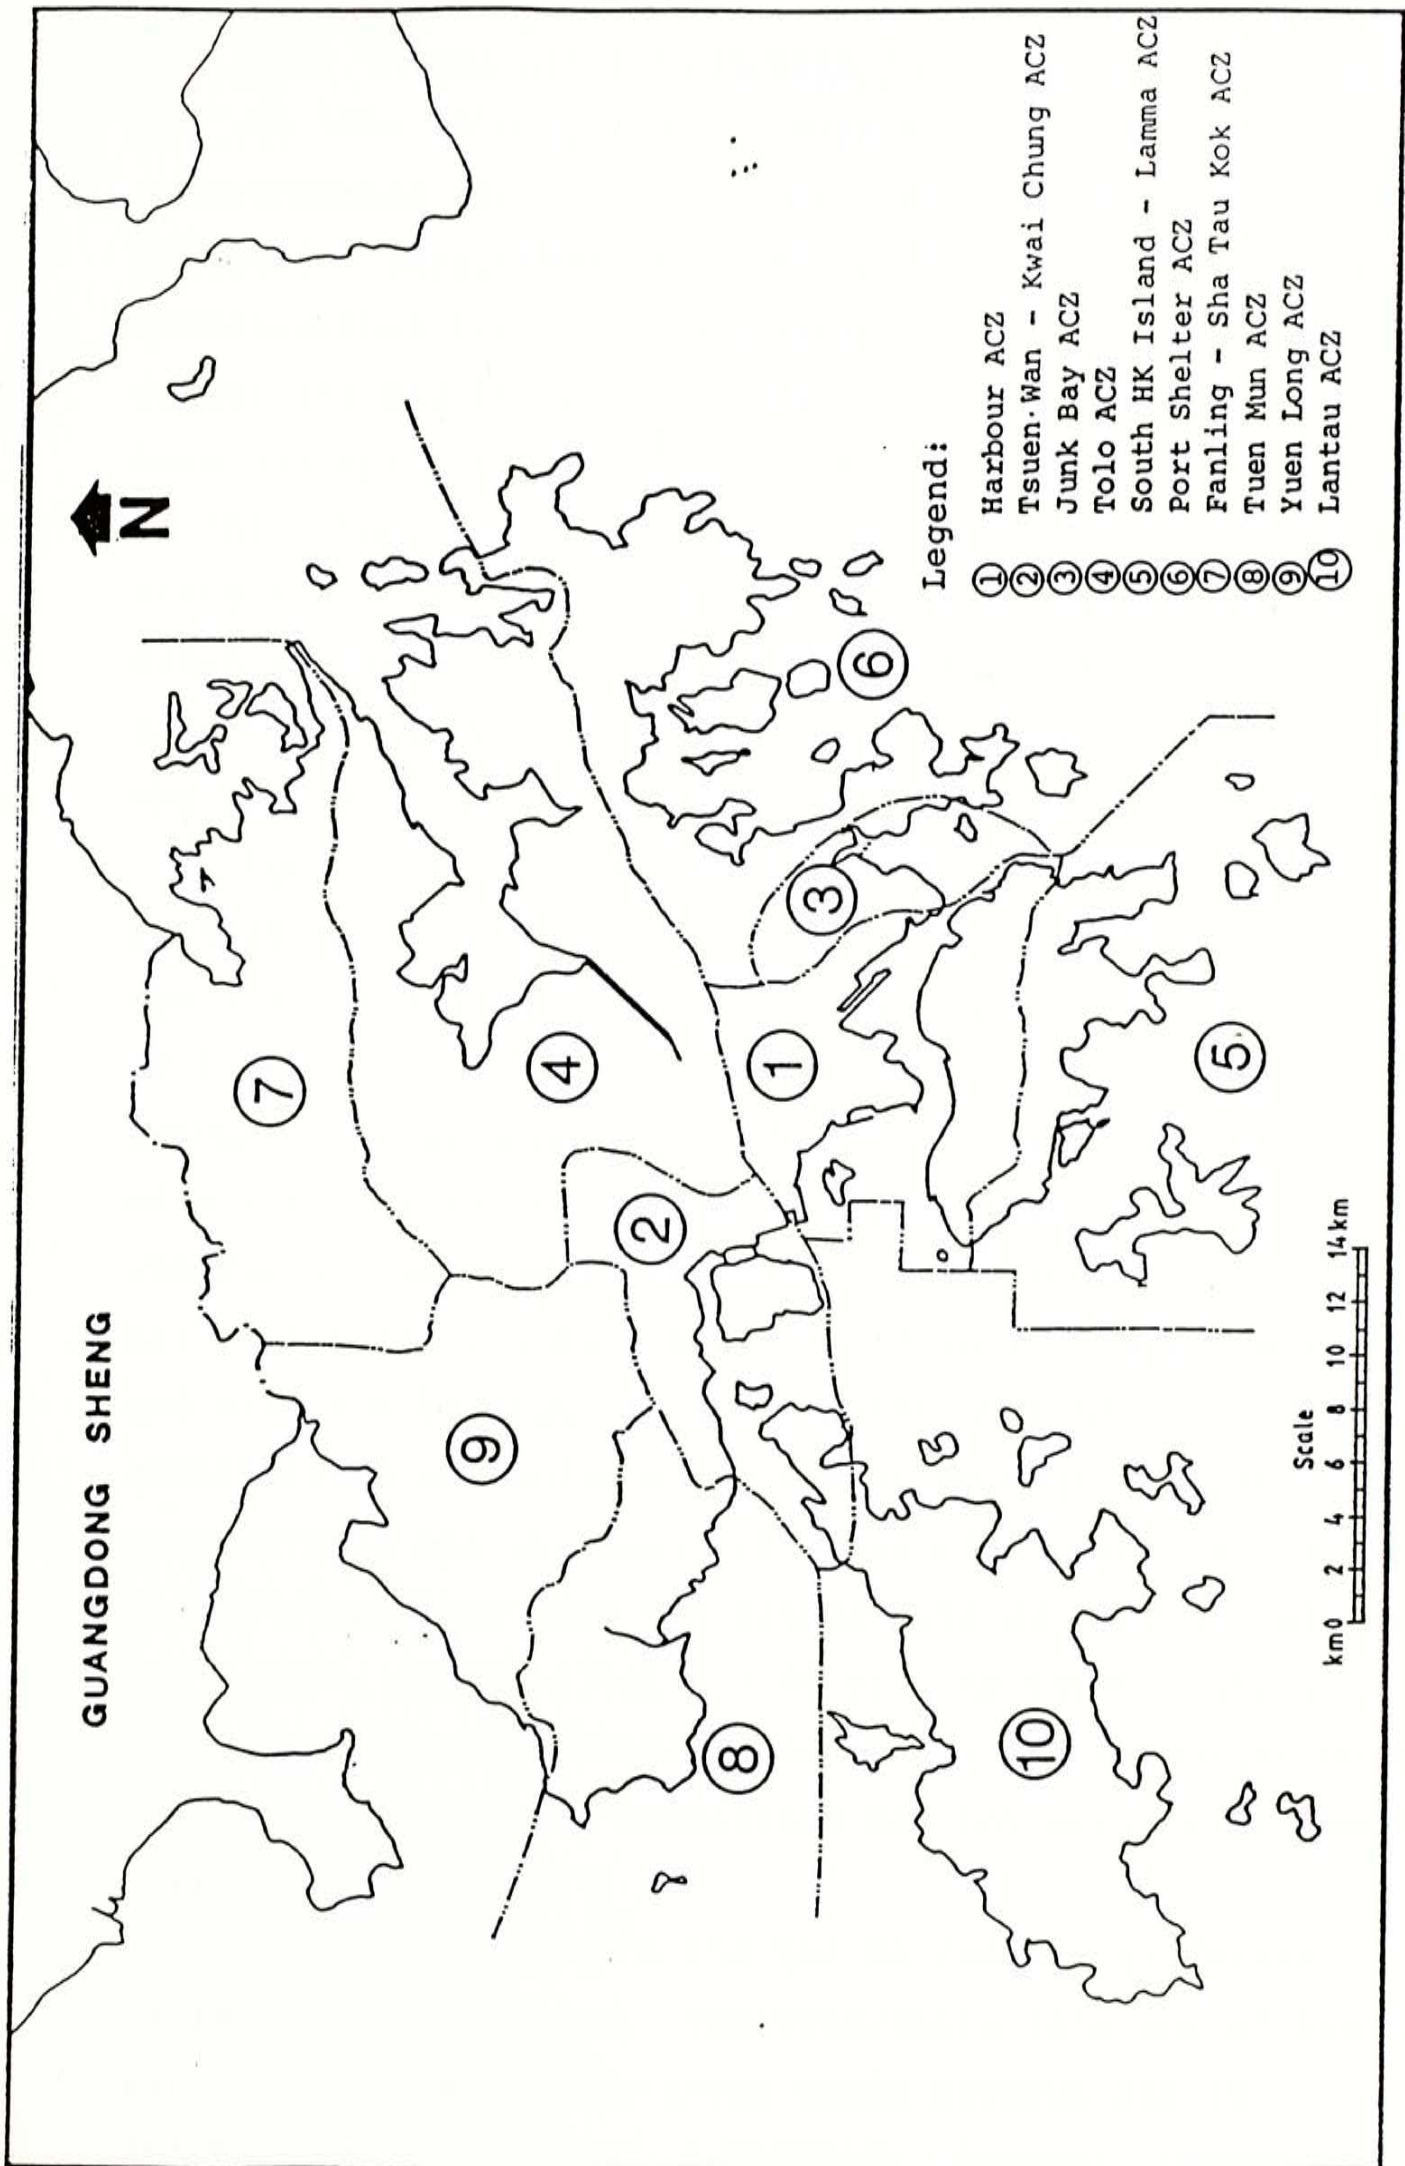 GUANGDONG SHENG
N
7
9
4
2
1
3
6
8
10
5
Legend:
① Harbour ACZ
② Tsuen·Wan - Kwai Chung ACZ
③ Junk Bay ACZ
④ Tolo ACZ
⑤ South HK Island - Lamma ACZ
⑥ Port Shelter ACZ
⑦ Fanling - Sha Tau Kok ACZ
⑧ Tuen Mun ACZ
⑨ Yuen Long ACZ
⑩ Lantau ACZ
Scale
km0 2 4 6 8 10 12 14km